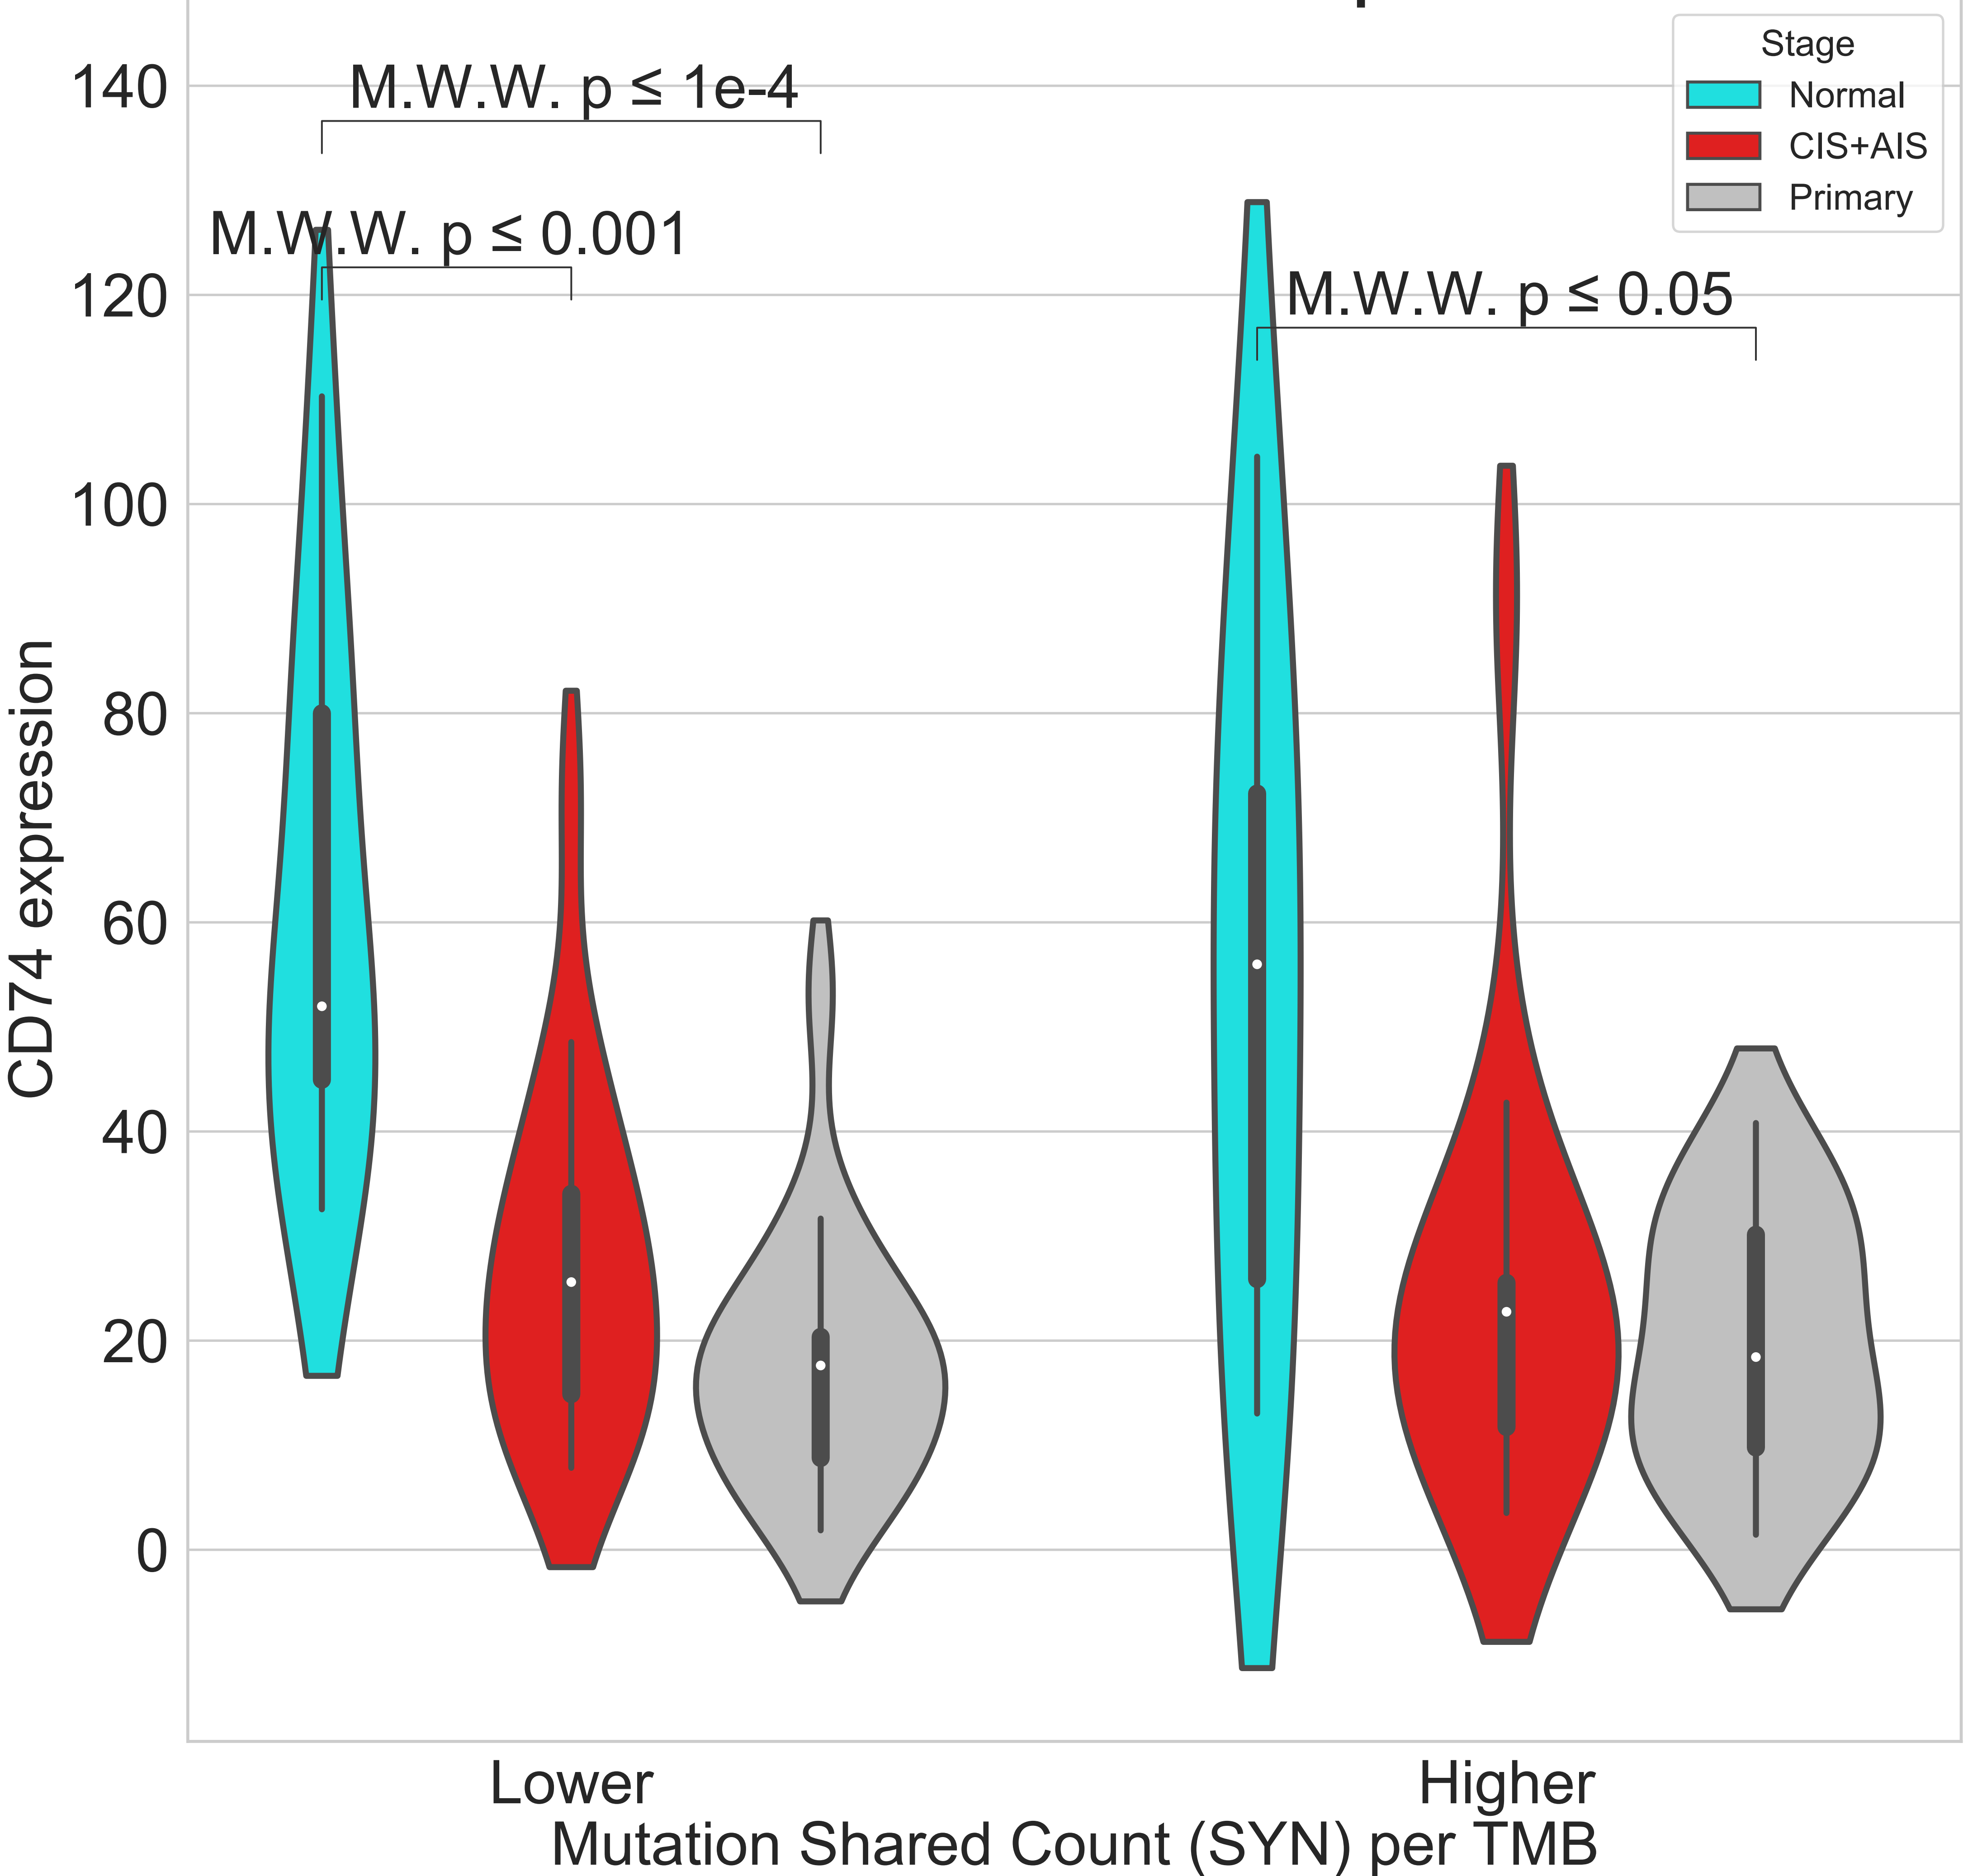 140
120
100
80
60
40
20
0
CD74 expression
M.W.W. p ≤ 1e-4
M.W.W. p ≤ 0.001
M.W.W. p ≤ 0.05
Stage
Normal
CIS+AIS
Primary
Lower
Higher
Mutation Shared Count (SYN) per TMB